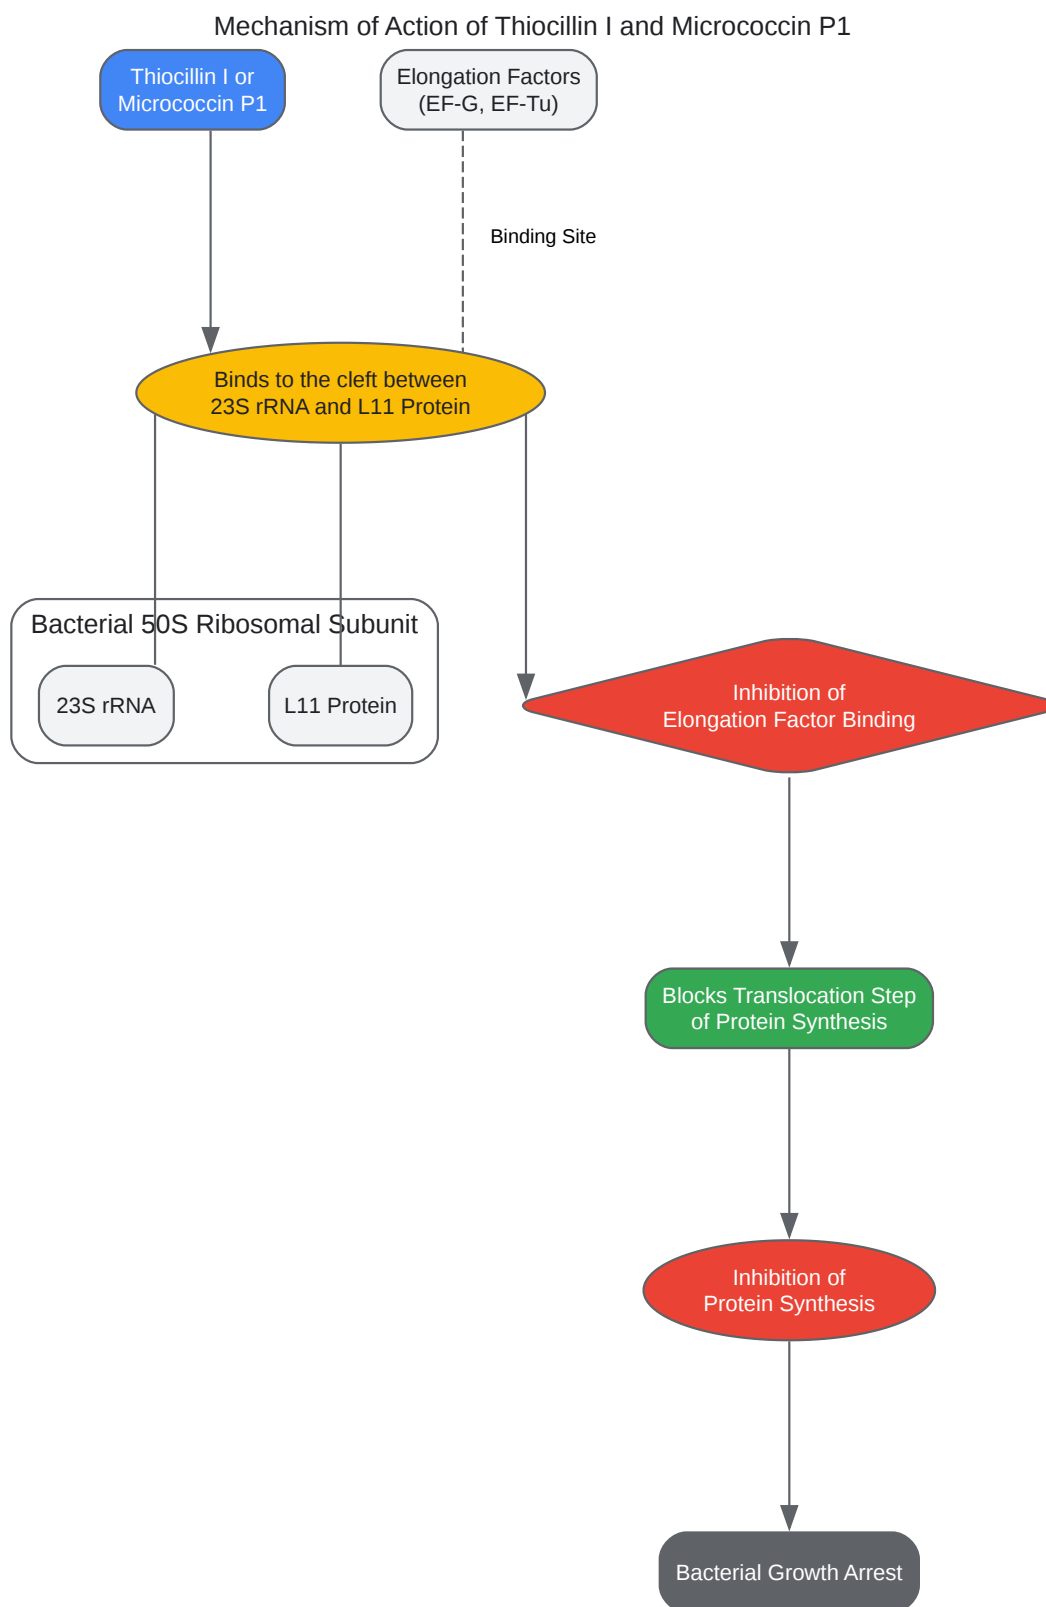 Mechanism of Action of Thiocillin I and Micrococcin P1
Thiocillin I or
Micrococcin P1
Elongation Factors
(EF-G, EF-Tu)
Binding Site
Binds to the cleft between
23S rRNA and L11 Protein
Bacterial 50S Ribosomal Subunit
23S rRNA
L11 Protein
Inhibition of
Elongation Factor Binding
Blocks Translocation Step
of Protein Synthesis
Inhibition of
Protein Synthesis
Bacterial Growth Arrest